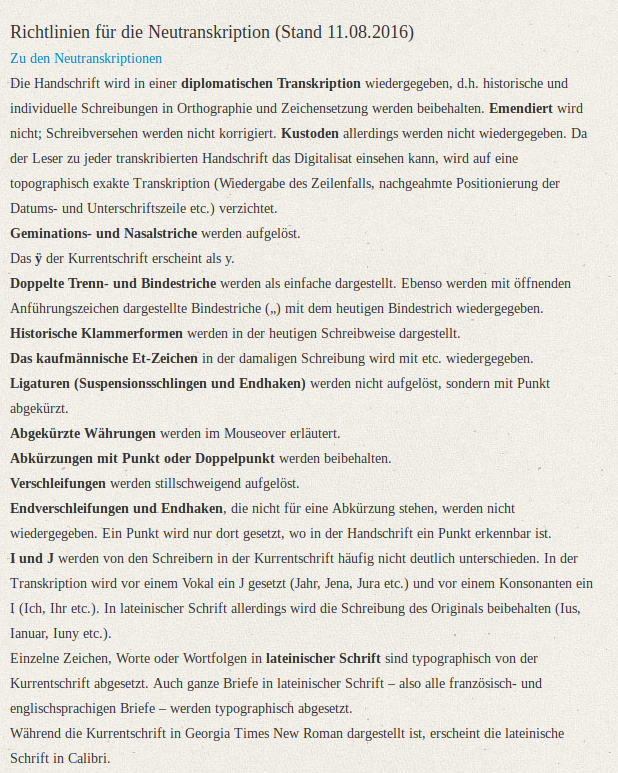 Richtlinien für die Neutranskription (Stand 11.08.2016)
Zu den Neutranskriptionen
Die Handschrift wird in einer diplomatischen Transkription wiedergegeben, d.h. historische und
individuelle Schreibungen in Orthographie und Zeichensetzung werden beibehalten. Emendiert wird
nicht; Schreibversehen werden nicht korrigiert. Kustoden allerdings werden nicht wiedergegeben. Da
der Leser zu jeder transkribierten Handschrift das Digitalisat einsehen kann, wird auf eine
topographisch exakte Transkription (Wiedergabe des Zeilenfalls, nachgeahmte Positionierung der
Datums- und Unterschriftszeile etc.) verzichtet.
Geminations- und Nasalstriche werden aufgelöst.
Das ÿ der Kurrentschrift erscheint als y.
Doppelte Trenn- und Bindestriche werden als einfache dargestellt. Ebenso werden mit öffnenden
Anführungszeichen dargestellte Bindestriche („) mit dem heutigen Bindestrich wiedergegeben.
Historische Klammerformen werden in der heutigen Schreibweise dargestellt.
Das kaufmännische Et-Zeichen in der damaligen Schreibung wird mit etc. wiedergegeben.
Ligaturen (Suspensionsschlingen und Endhaken) werden nicht aufgelöst, sondern mit Punkt
abgekürzt.
Abgekürzte Währungen werden im Mouseover erläutert.
Abkürzungen mit Punkt oder Doppelpunkt werden beibehalten.
Verschleifungen werden stillschweigend aufgelöst.
Endverschleifungen und Endhaken, die nicht für eine Abkürzung stehen, werden nicht
wiedergegeben. Ein Punkt wird nur dort gesetzt, wo in der Handschrift ein Punkt erkennbar ist.
I und J werden von den Schreibern in der Kurrentschrift häufig nicht deutlich unterschieden. In der
Transkription wird vor einem Vokal ein J gesetzt (Jahr, Jena, Jura etc.) und vor einem Konsonanten ein
I (Ich, Ihr etc.). In lateinischer Schrift allerdings wird die Schreibung des Originals beibehalten (Ius,
Ianuar, Iuny etc.).
Einzelne Zeichen, Worte oder Wortfolgen in lateinischer Schrift sind typographisch von der
Kurrentschrift abgesetzt. Auch ganze Briefe in lateinischer Schrift – also alle französisch- und
englischsprachigen Briefe – werden typographisch abgesetzt.
Während die Kurrentschrift in Georgia Times New Roman dargestellt ist, erscheint die lateinische
Schrift in Calibri.